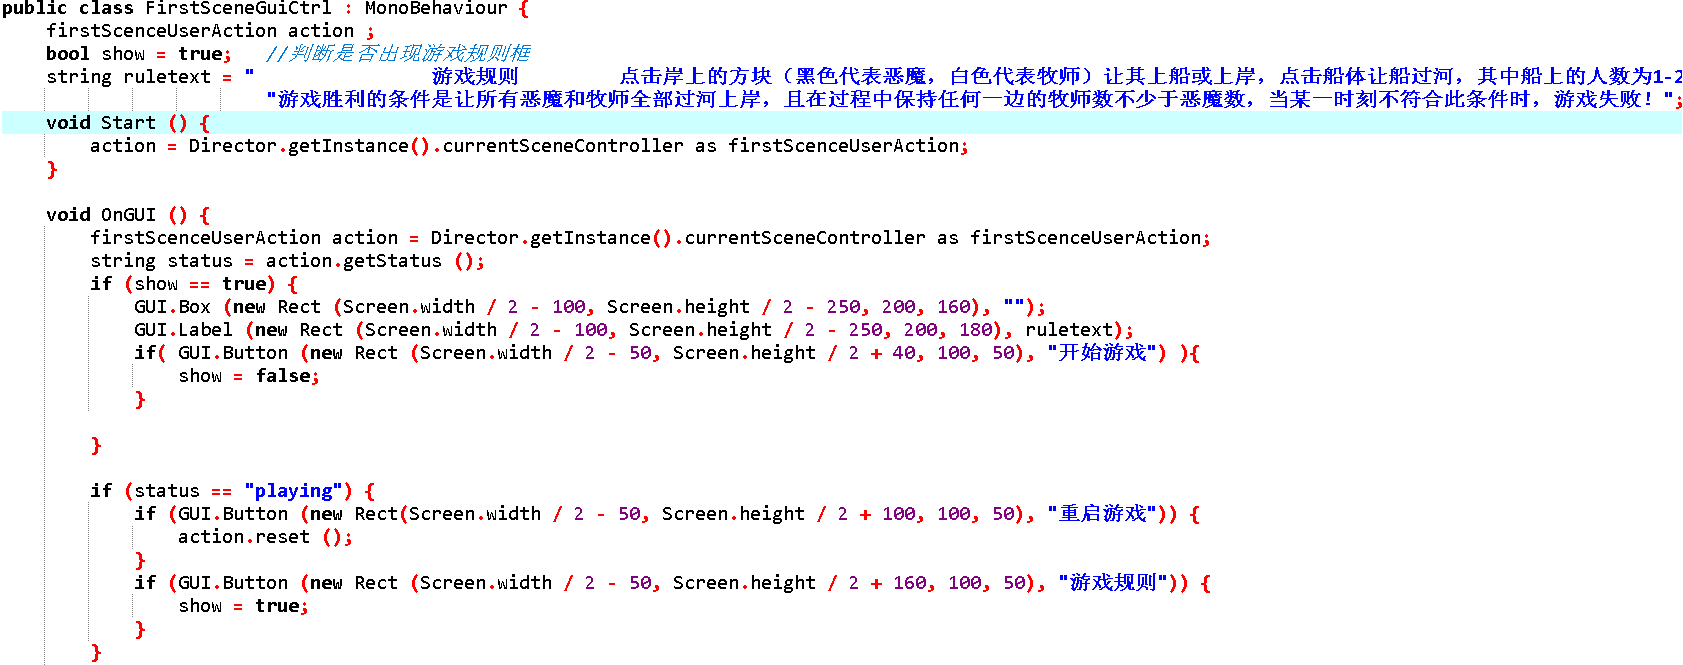 public class FirstSceneGuiCtrl : MonoBehaviour {
    firstScenceUserAction action ;
    bool show = true;   //判断是否出现游戏规则框
    string ruletext = "                游戏规则         点击岸上的方块（黑色代表恶魔，白色代表牧师）让其上船或上岸，点击船体让船过河，其中船上的人数为1-2
                        "游戏胜利的条件是让所有恶魔和牧师全部过河上岸，且在过程中保持任何一边的牧师数不少于恶魔数，当某一时刻不符合此条件时，游戏失败！";
    void Start () {
        action = Director.getInstance().currentSceneController as firstScenceUserAction;
    }

    void OnGUI () {
        firstScenceUserAction action = Director.getInstance().currentSceneController as firstScenceUserAction;
        string status = action.getStatus ();
        if (show == true) {
            GUI.Box (new Rect (Screen.width / 2 - 100, Screen.height / 2 - 250, 200, 160), "");
            GUI.Label (new Rect (Screen.width / 2 - 100, Screen.height / 2 - 250, 200, 180), ruletext);
            if( GUI.Button (new Rect (Screen.width / 2 - 50, Screen.height / 2 + 40, 100, 50), "开始游戏") ){
                show = false;
            }

        }

        if (status == "playing") {
            if (GUI.Button (new Rect(Screen.width / 2 - 50, Screen.height / 2 + 100, 100, 50), "重启游戏")) {
                action.reset ();
            }
            if (GUI.Button (new Rect (Screen.width / 2 - 50, Screen.height / 2 + 160, 100, 50), "游戏规则")) {
                show = true;
            }
        }